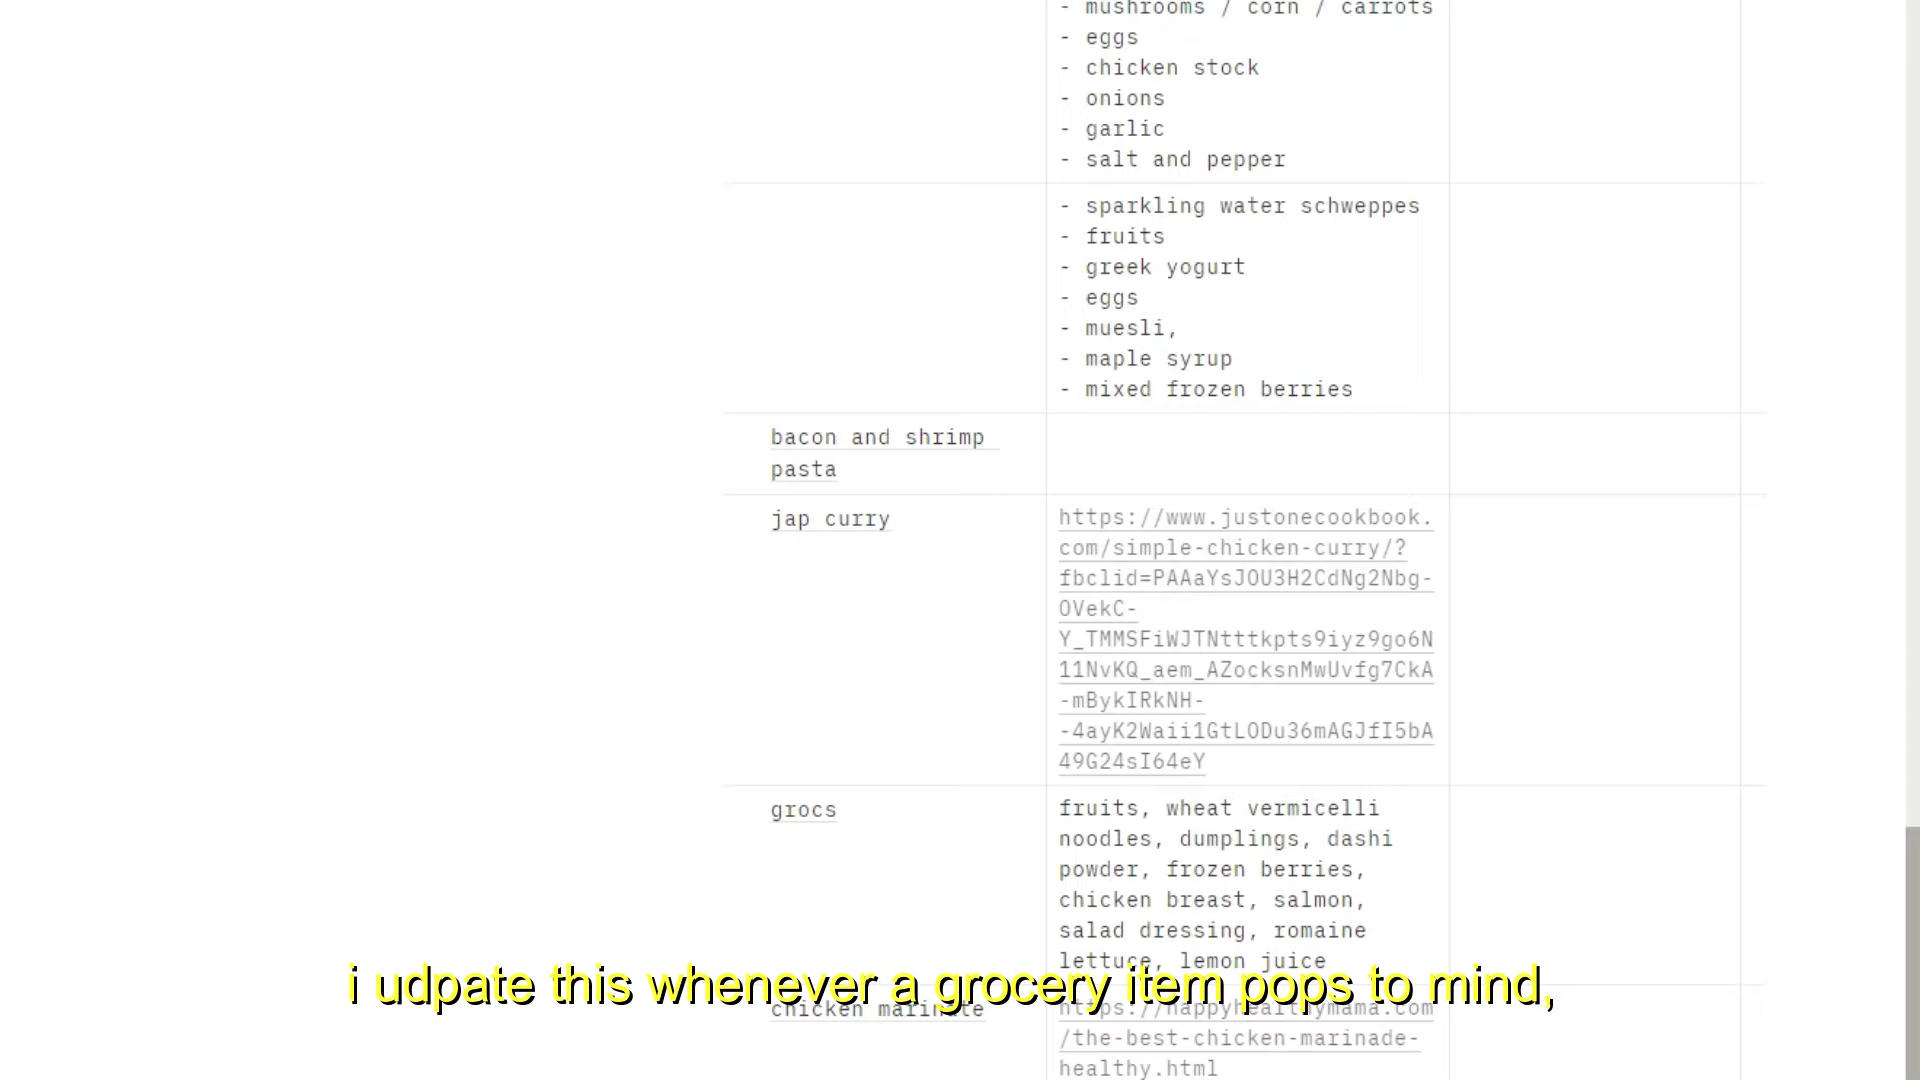 - mushrooms / corn / carrots
- eggs
- chicken stock
- onions
- garlic
- salt and pepper
- sparkling water schweppes
- fruits
- greek yogurt
- eggs
- muesli,
- maple syrup
- mixed frozen berries
bacon and shrimp
pasta
jap curry
https://www.justonecookbook.
com/simple-chicken-curry/?
fbclid=PAAaYsJOU3H2CdNg2Nbg-
OVekC-
Y_TMMSFiWJTNtttkpts9iyz9go6N
11NvKQ_aem_AZocksnMwUvfg7CkA
-mBykIRkNH-
-4ayK2Waii1GtLODu36mAGJfI5bA
49G24sI64eY
grocs
fruits, wheat vermicelli
noodles, dumplings, dashi
powder, frozen berries,
chicken breast, salmon,
salad dressing, romaine
lettuce, lemon juice
i udpate this whenever a grocery item pops to mind,
chicken marinate
https://happyhealthymama.com
/the-best-chicken-marinade-
healthy.html